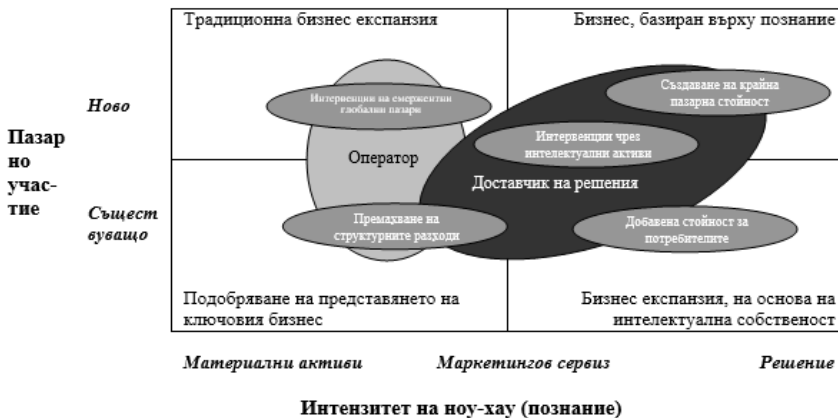 Традиционна бизнес експанзия
Бизнес, базиран върху познание
Ново
Пазар
но
учас-
тие
Същест
вуващо
Интервенции на емержентни
глобални пазари
Създаване на крайна
пазарна стойност
Интервенции чрез
интелектуални активи
Оператор
Доставчик на решения
Премахване на
структурните разходи
Добавена стойност за
потребителите
Подобряване на представянето на
ключовия бизнес
Бизнес експанзия, на основа на
интелектуална собственост
Материални активи
Маркетингов сервиз
Решение
Интензитет на ноу-хау (познание)